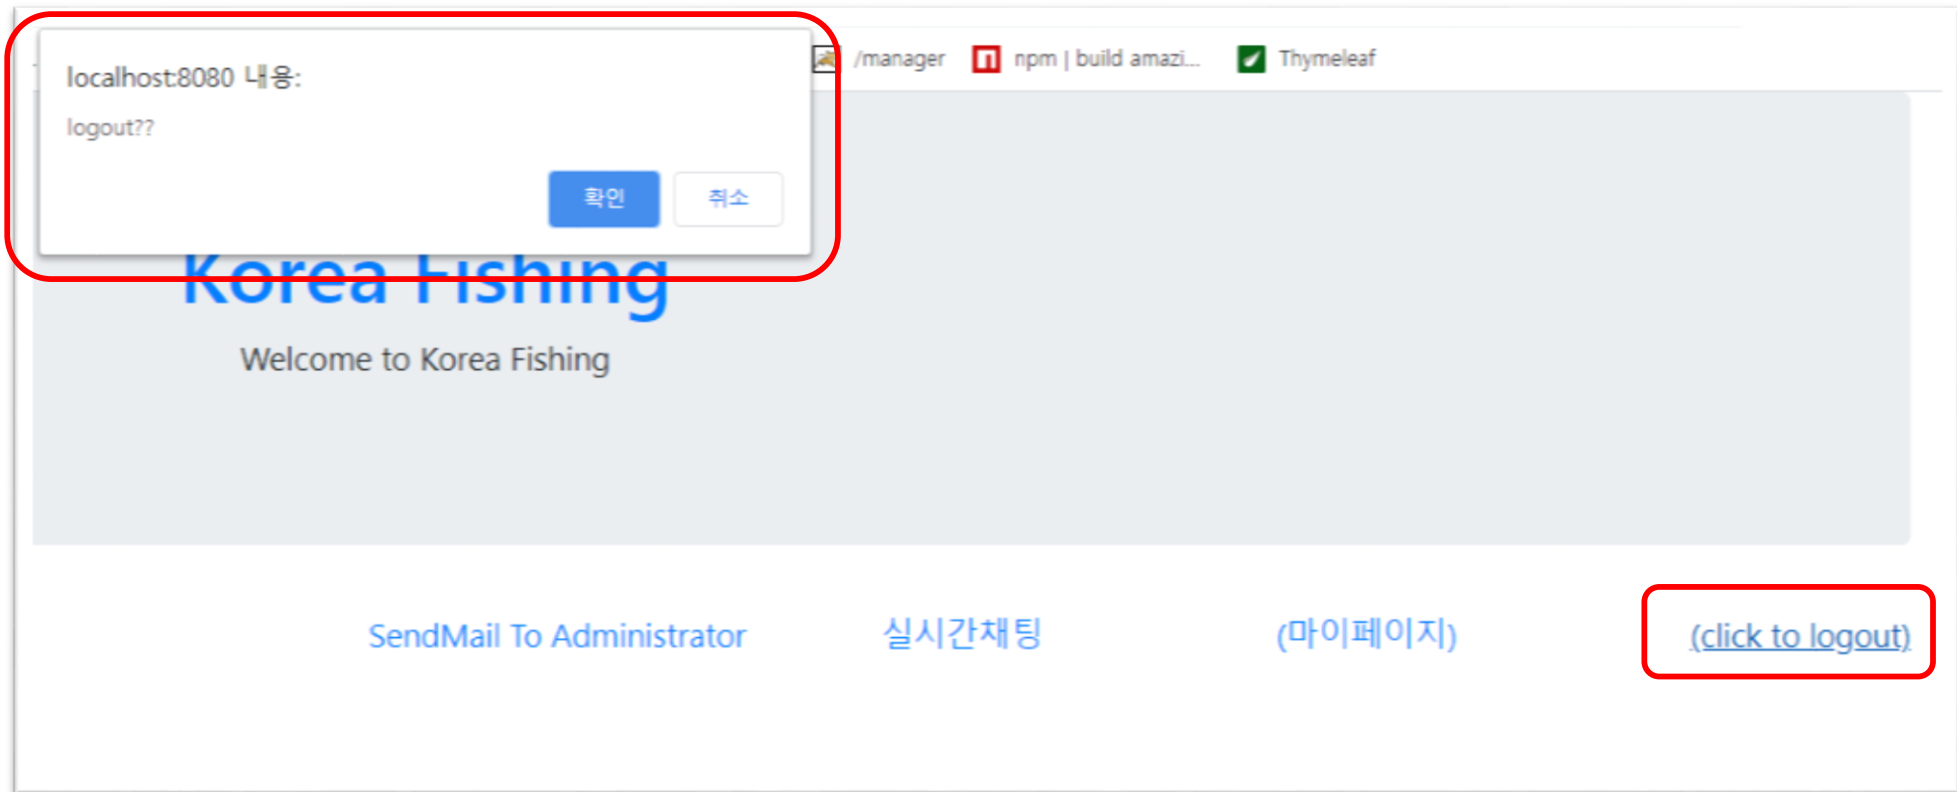 localhost:8080 내용:
logout??
확인 취소
/manager npm | build amazi... Thymeleaf
Korea Fishing
Welcome to Korea Fishing
SendMail To Administrator 실시간채팅 (마이페이지) (click to logout)